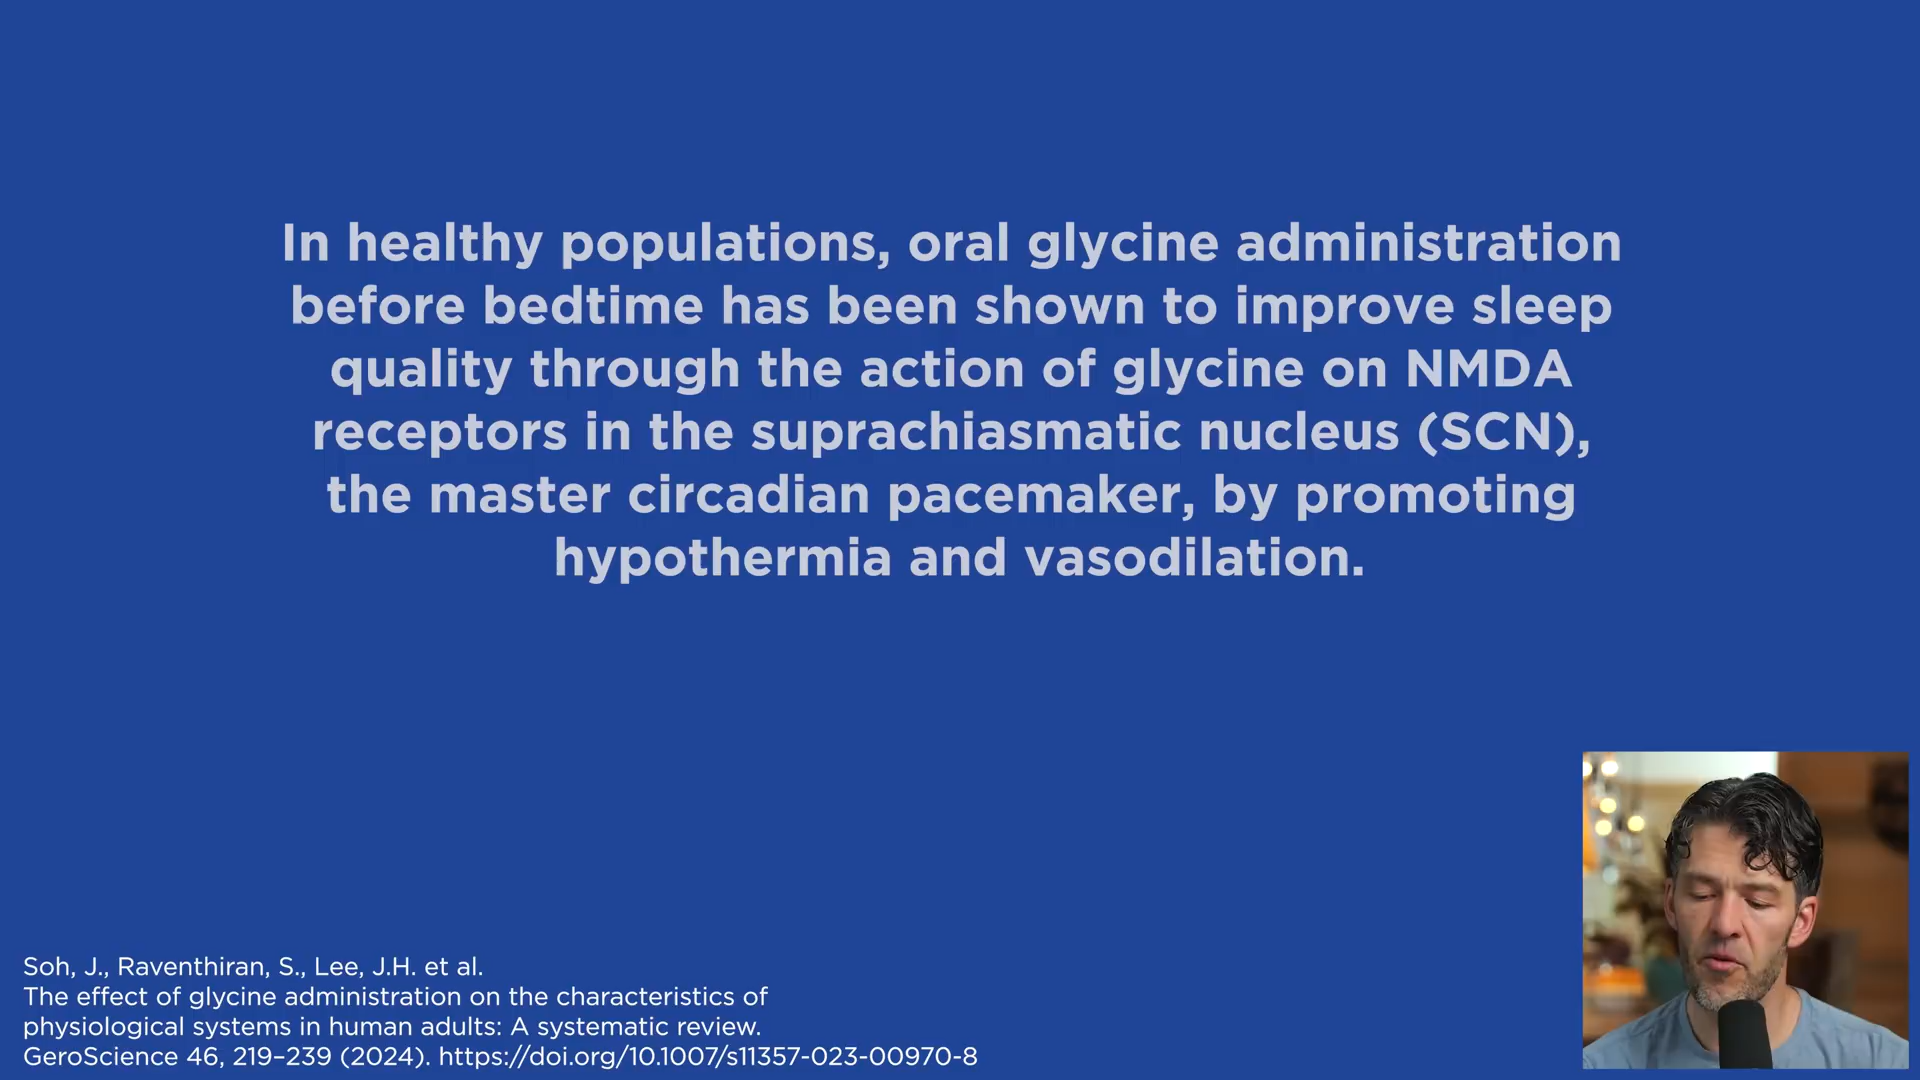 In healthy populations, oral glycine administration
before bedtime has been shown to improve sleep
quality through the action of glycine on NMDA
receptors in the suprachiasmatic nucleus (SCN),
the master circadian pacemaker, by promoting
hypothermia and vasodilation.
Soh, J., Raventhiran, S., Lee, J.H. et al.
The effect of glycine administration on the characteristics of
physiological systems in human adults: A systematic review.
GeroScience 46, 219–239 (2024). https://doi.org/10.1007/s11357-023-00970-8